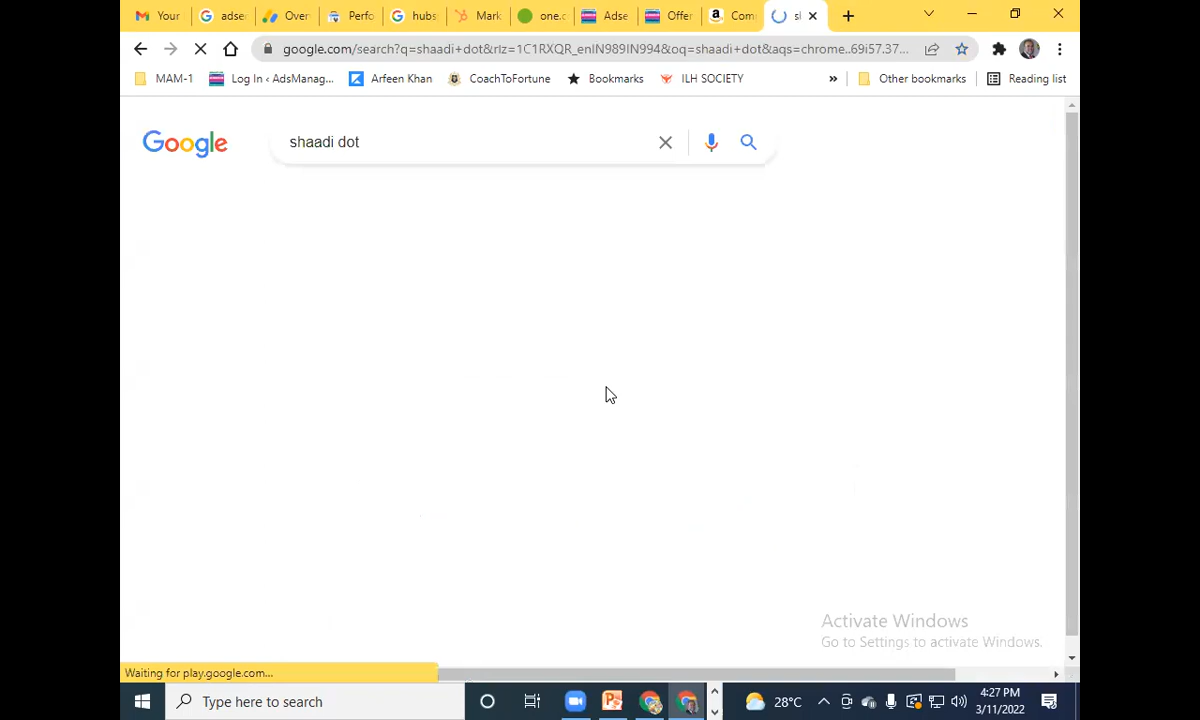 Your
adse
Over
Perfo
hubs
Mark
one.c
Adse
Offer
Com
sl
google.com/search?q=shaadi+dot&rlz=1C1RXQR_enIN989IN994&oq=shaadi+dot&aqs=chrome..69i57.37...
MAM-1
Log In ‹ AdsManag...
Arfeen Khan
CoachToFortune
Bookmarks
ILH SOCIETY
»
Other bookmarks
Reading list
Google
shaadi dot
Activate Windows
Go to Settings to activate Windows.
Waiting for play.google.com...
Type here to search
28°C
4:27 PM
3/11/2022